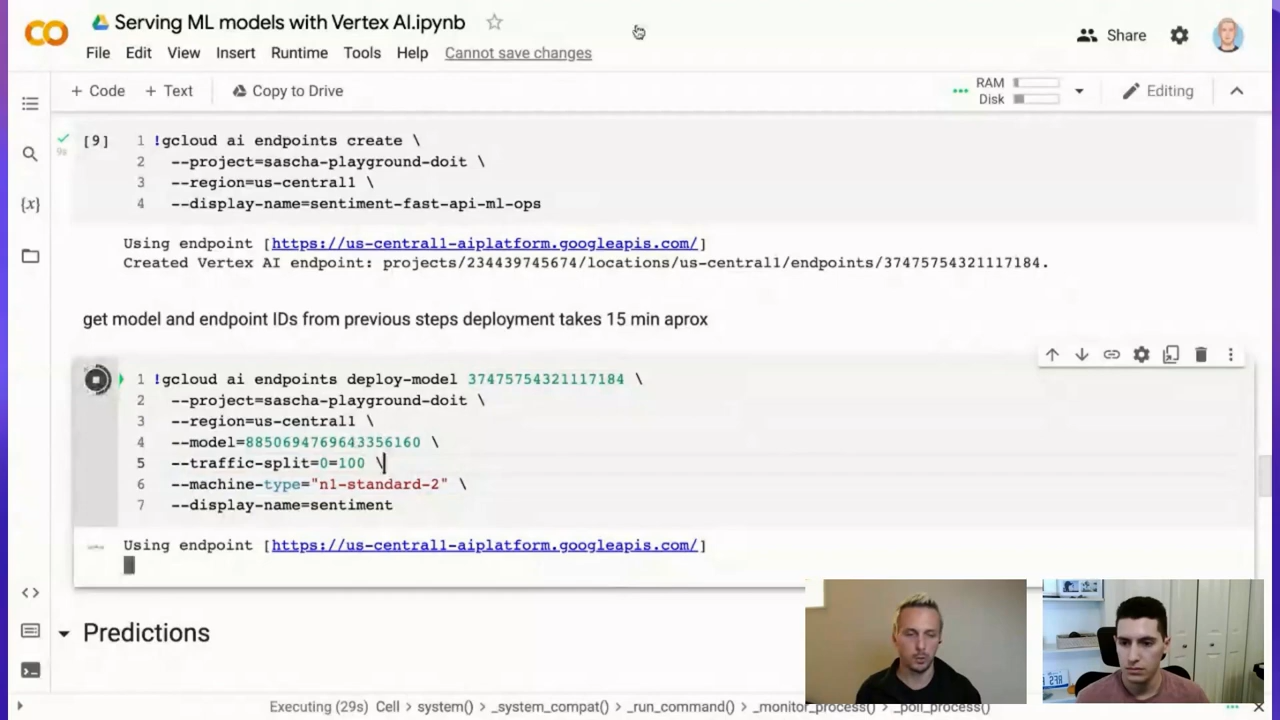 Serving ML models with Vertex AI.ipynb
File Edit View Insert Runtime Tools Help Cannot save changes
Share
+ Code + Text Copy to Drive
RAM
Disk
Editing
[9] 1 !gcloud ai endpoints create \
9s 2 --project=sascha-playground-doit \
3 --region=us-central1 \
4 --display-name=sentiment-fast-api-ml-ops
Using endpoint [https://us-central1-aiplatform.googleapis.com/]
Created Vertex AI endpoint: projects/234439745674/locations/us-central1/endpoints/37475754321117184.
get model and endpoint IDs from previous steps deployment takes 15 min aprox
1 !gcloud ai endpoints deploy-model 37475754321117184 \
2 --project=sascha-playground-doit \
3 --region=us-central1 \
4 --model=8850694769643356160 \
5 --traffic-split=0=100 \
6 --machine-type="n1-standard-2" \
7 --display-name=sentiment
Using endpoint [https://us-central1-aiplatform.googleapis.com/]
Predictions
Executing (29s) Cell > system() > _system_compat() > _run_command() > _monitor_process() > _poll_process()